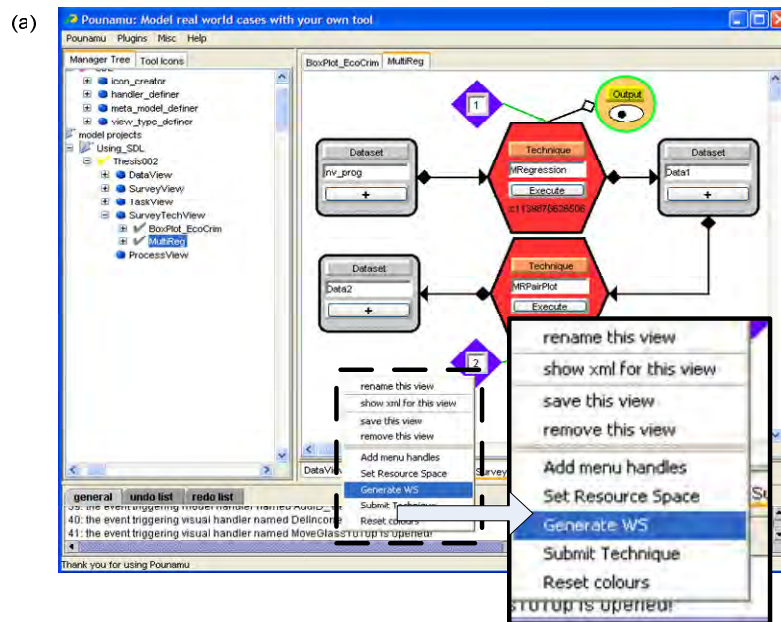 (a)
Pounamu: Model real world cases with your own tool
Pounamu Plugins Misc Help
Manager Tree Tool Icons
icon_creator
handler_definer
meta_model_definer
view_type_definer
model projects
Using_SDL
Thesis002
DataView
SurveyView
TaskView
SurveyTechView
BoxPlot_EcoCrim
MultiReg
ProcessView
BoxPlot_EcoCrim MultiReg
1
Output
Dataset
Inv_prog
+
Technique
MRegression
Execute
Dataset
Data1
+
Dataset
Data2
+
Technique
MRPairPlot
Execute
2
rename this view
show xml for this view
save this view
remove this view
Add menu handles
Set Resource Space
Generate WS
Submit Technique
Reset colours
rename this view
show xml for this view
save this view
remove this view
Add menu handles
Set Resource Space
Generate WS
Submit Technique
Reset colours
general undo list redo list
40: the event triggering visual handler named
41: the event triggering visual handler named
Thank you for using Pounamu